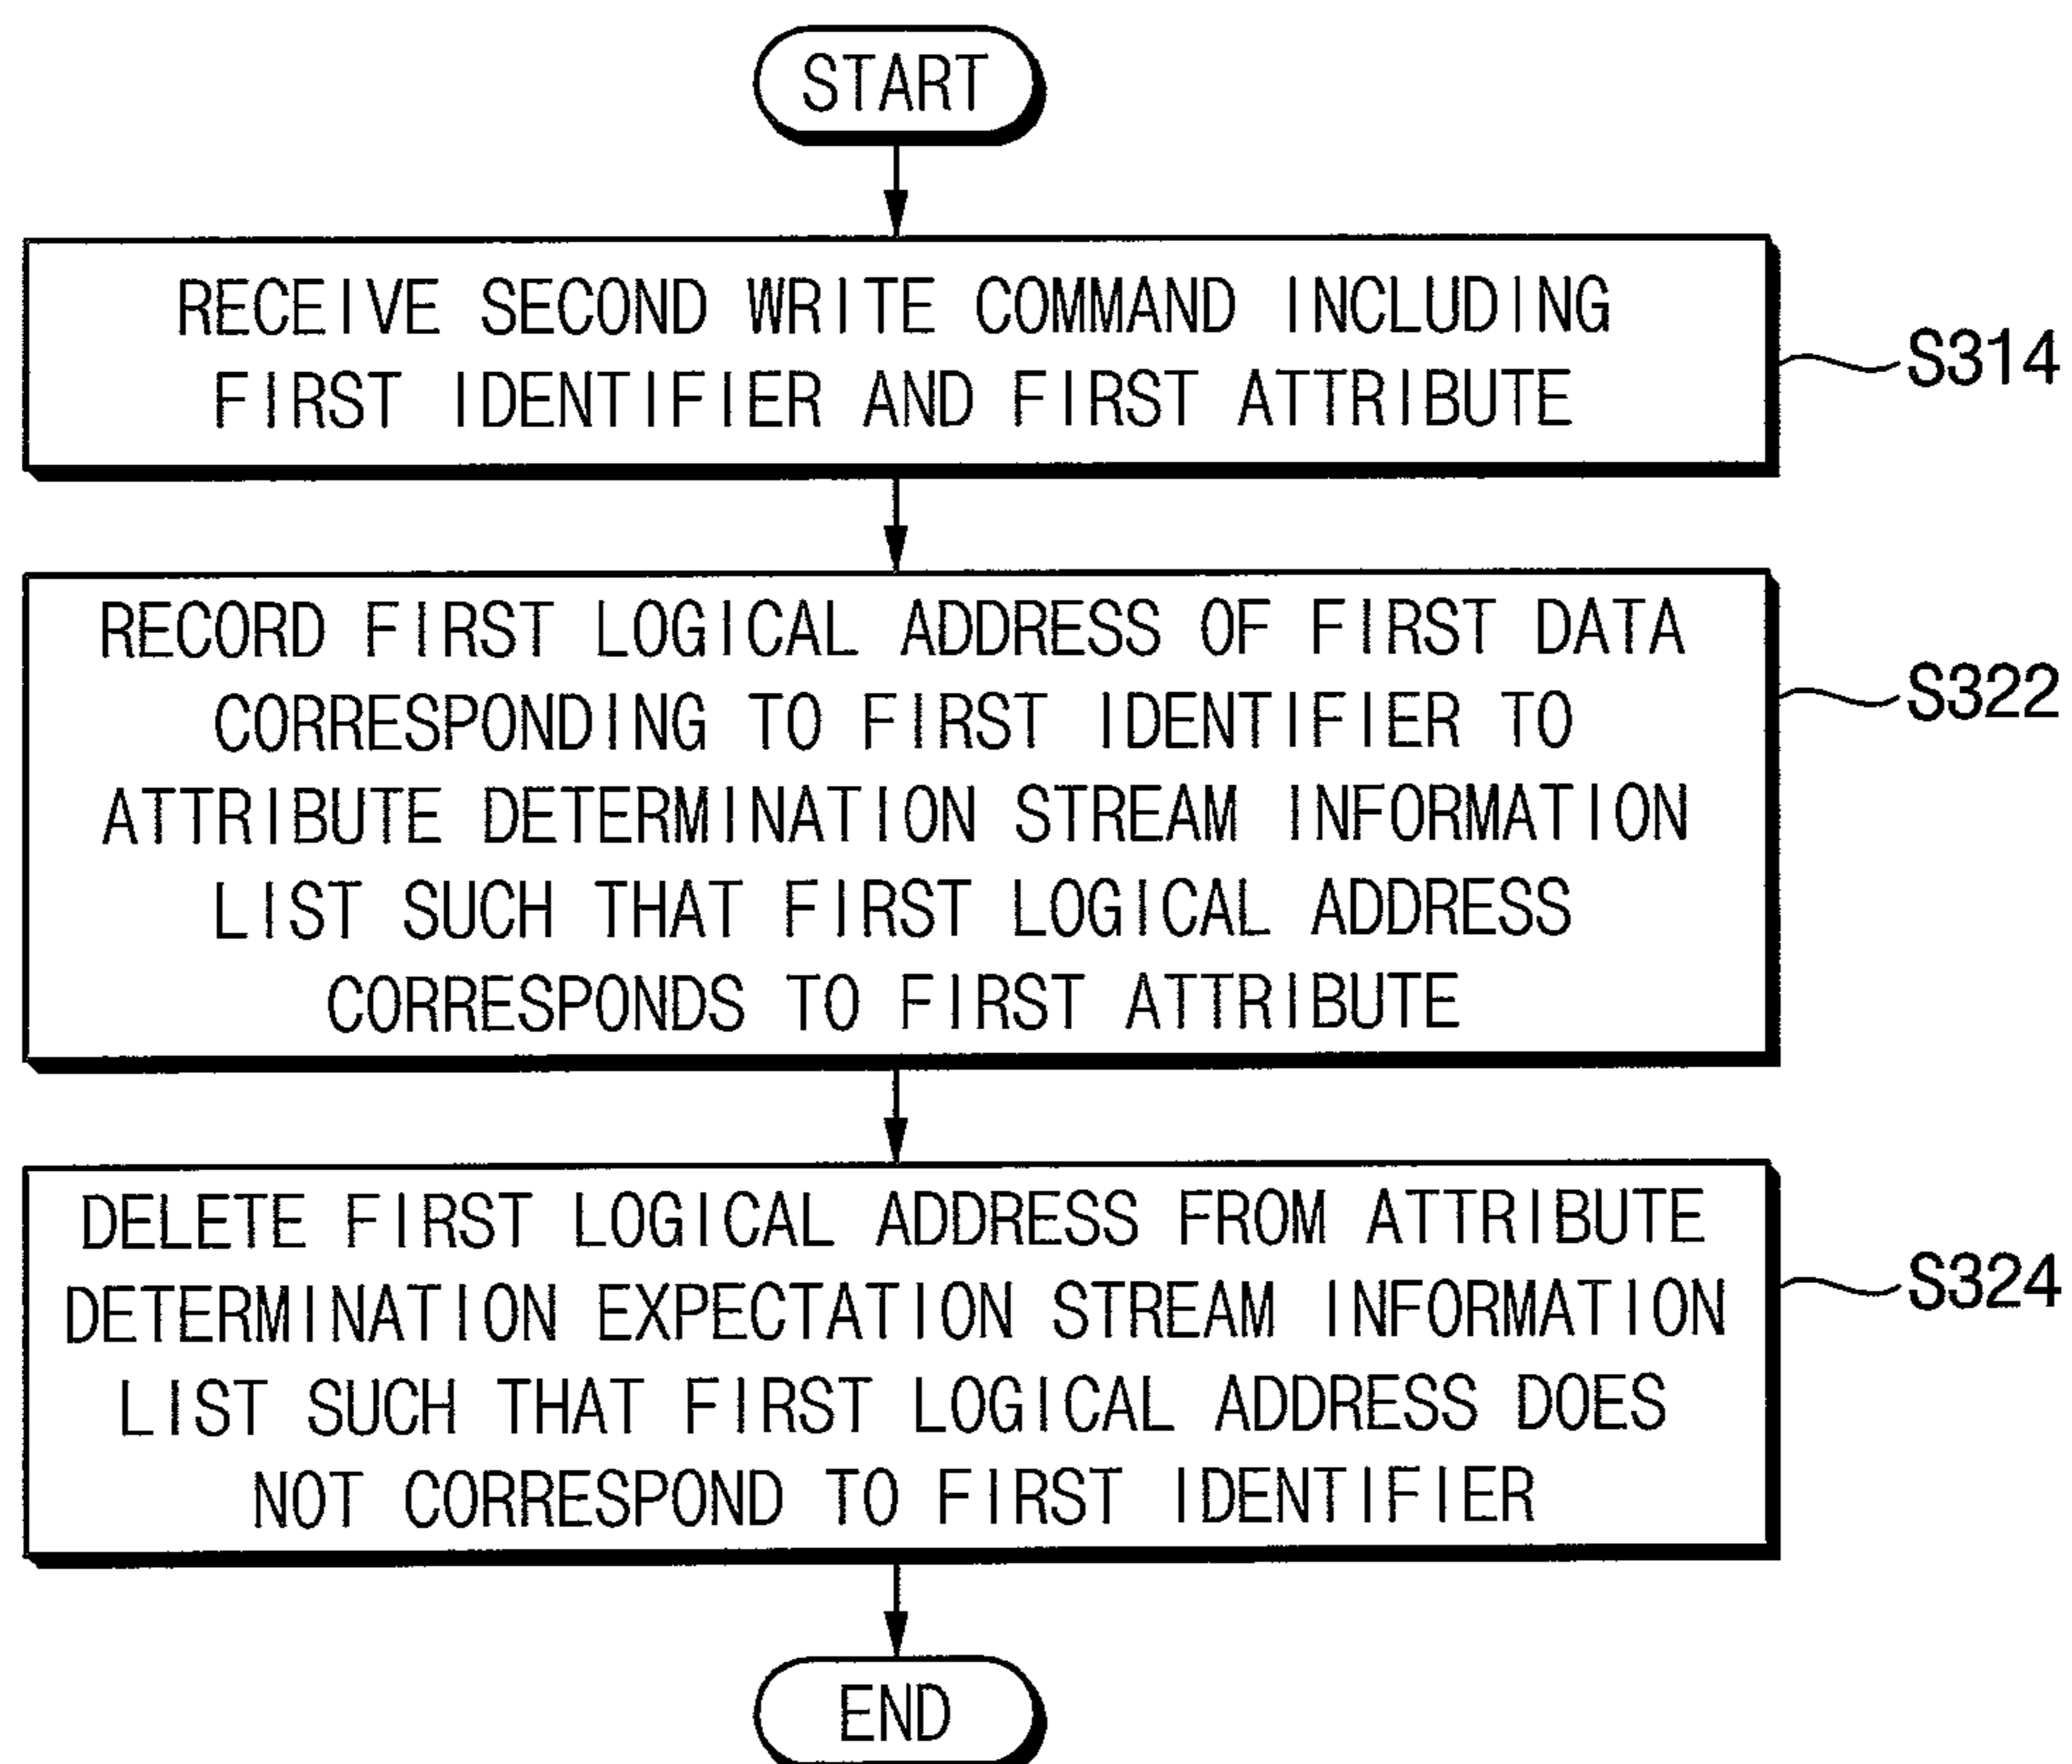 START
RECEIVE SECOND WRITE COMMAND INCLUDING
FIRST IDENTIFIER AND FIRST ATTRIBUTE
S314
RECORD FIRST LOGICAL ADDRESS OF FIRST DATA
CORRESPONDING TO FIRST IDENTIFIER TO
ATTRIBUTE DETERMINATION STREAM INFORMATION
LIST SUCH THAT FIRST LOGICAL ADDRESS
CORRESPONDS TO FIRST ATTRIBUTE
S322
DELETE FIRST LOGICAL ADDRESS FROM ATTRIBUTE
DETERMINATION EXPECTATION STREAM INFORMATION
LIST SUCH THAT FIRST LOGICAL ADDRESS DOES
NOT CORRESPOND TO FIRST IDENTIFIER
S324
END